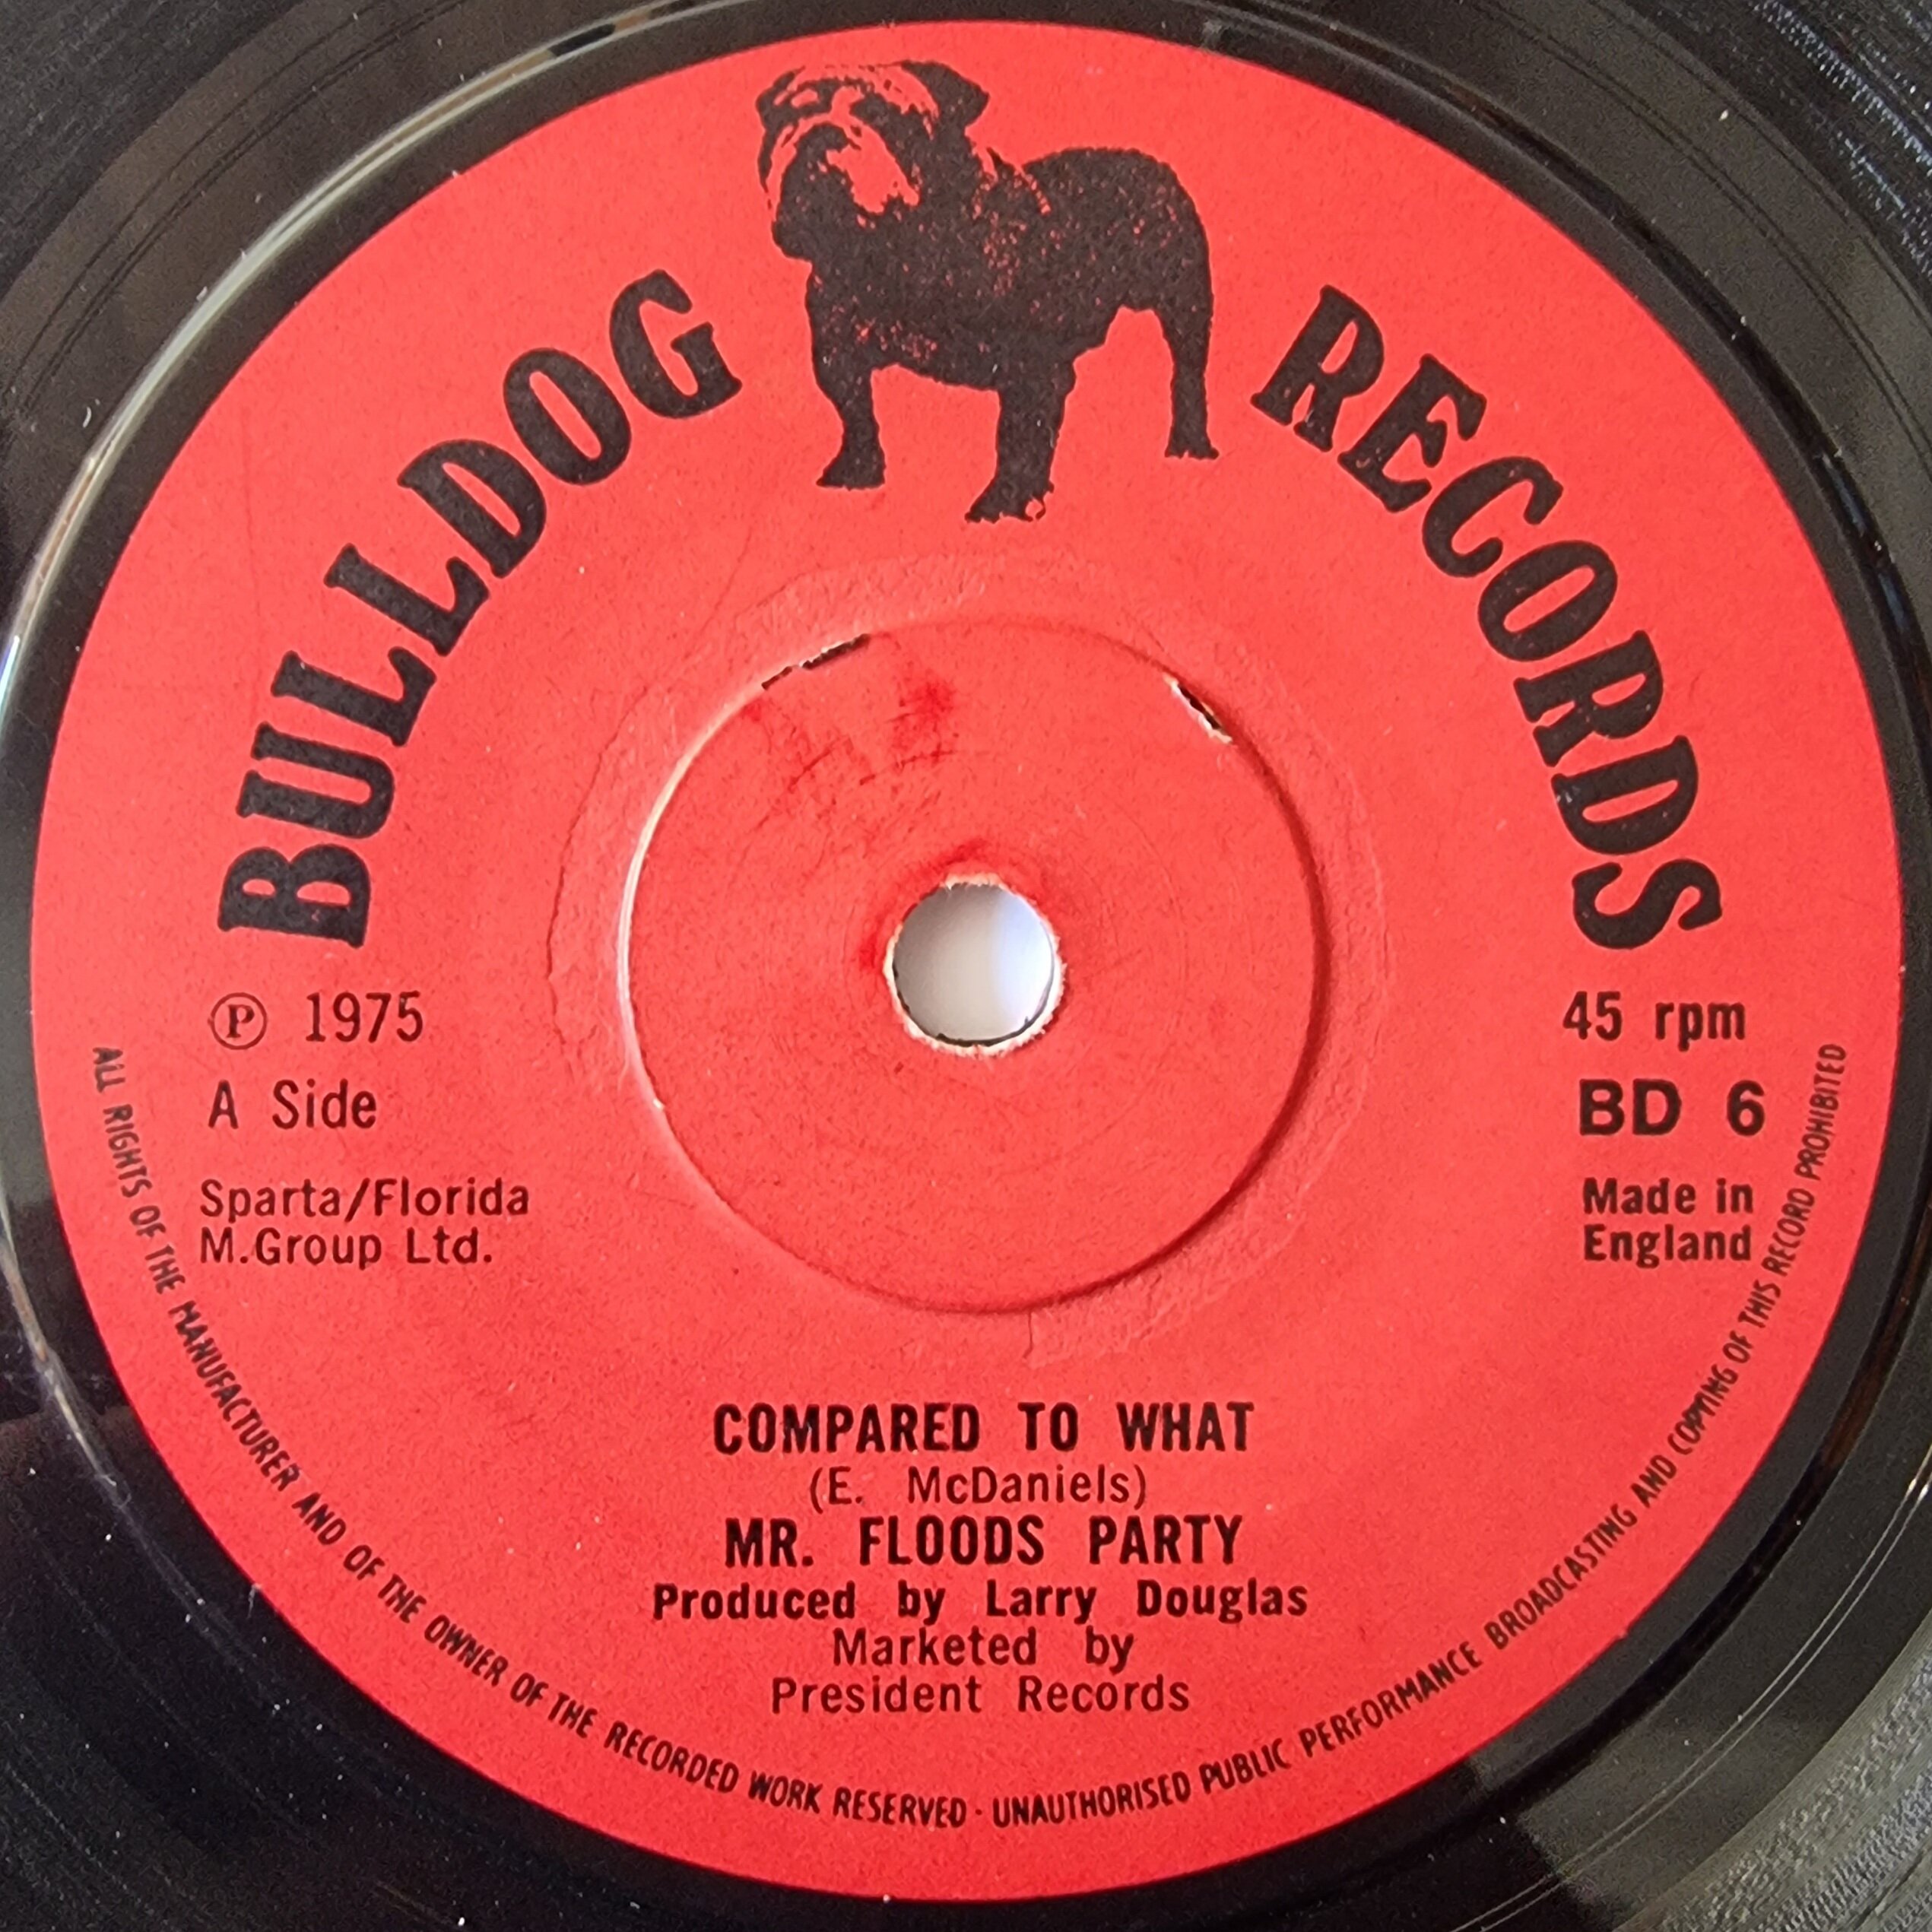 BULLDOG RECORDS
Ⓟ 1975
A Side
Sparta/Florida
M.Group Ltd.
45 rpm
BD 6
Made in
England
COMPARED TO WHAT
(E. McDaniels)
MR. FLOODS PARTY
Produced by Larry Douglas
Marketed by
President Records
ALL RIGHTS OF THE MANUFACTURER AND OF THE OWNER OF THE RECORDED WORK RESERVED · UNAUTHORISED PUBLIC PERFORMANCE BROADCASTING AND COPYING OF THIS RECORD PROHIBITED